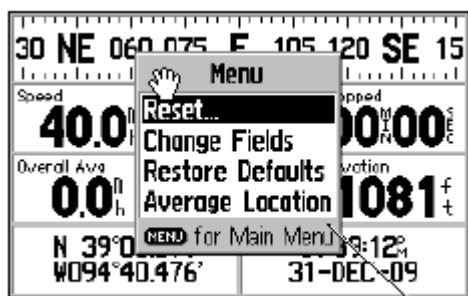 30 NE 060 075 E 105 120 SE 15
Menu
Speed
40.0
Reset...
Change Fields
Restore Defaults
Average Location
MENU for Main Menu
Overall Avg
0.0
00:00
1081
N 39°0
W094°40.476'
9:12
31-DEC-09